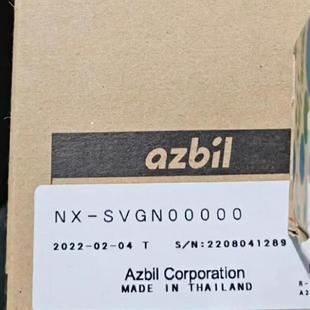 azbil
NX-SVGN00000
2022-02-04 T S/N:2208041289
Azbil Corporation
MADE IN THAILAND